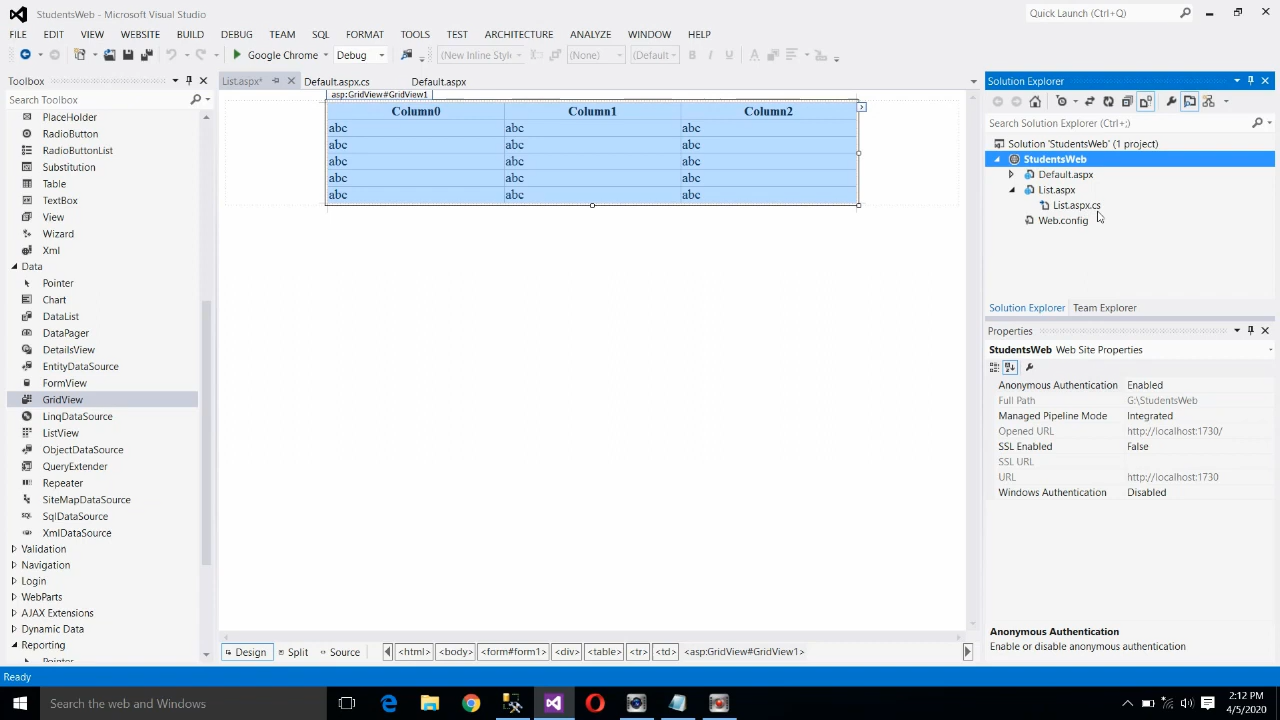 StudentsWeb - Microsoft Visual Studio
Quick Launch (Ctrl+Q)
FILE EDIT VIEW WEBSITE BUILD DEBUG TEAM SQL FORMAT TOOLS TEST ARCHITECTURE ANALYZE WINDOW HELP
Google Chrome Debug (New Inline Style (None) (Default B I U A
Toolbox
Search Toolbox
PlaceHolder
RadioButton
RadioButtonList
Substitution
Table
TextBox
View
Wizard
Xml
Data
Pointer
Chart
DataList
DataPager
DetailsView
EntityDataSource
FormView
GridView
LinqDataSource
ListView
ObjectDataSource
QueryExtender
Repeater
SiteMapDataSource
SqlDataSource
XmlDataSource
Validation
Navigation
Login
WebParts
AJAX Extensions
Dynamic Data
Reporting
Pointer
List.aspx* Default.aspx.cs Default.aspx
asp:GridView#GridView1
Column0 Column1 Column2
abc abc abc
abc abc abc
abc abc abc
abc abc abc
abc abc abc
Design Split Source <html> <body> <form#form1> <div> <table> <tr> <td> <asp:GridView#GridView1>
Solution Explorer
Search Solution Explorer (Ctrl+;)
Solution 'StudentsWeb' (1 project)
StudentsWeb
Default.aspx
List.aspx
List.aspx.cs
Web.config
Solution Explorer Team Explorer
Properties
StudentsWeb Web Site Properties
Anonymous Authentication Enabled
Full Path G:\StudentsWeb
Managed Pipeline Mode Integrated
Opened URL http://localhost:1730/
SSL Enabled False
SSL URL
URL http://localhost:1730
Windows Authentication Disabled
Anonymous Authentication
Enable or disable anonymous authentication
Ready
Search the web and Windows
2:12 PM
4/5/2020